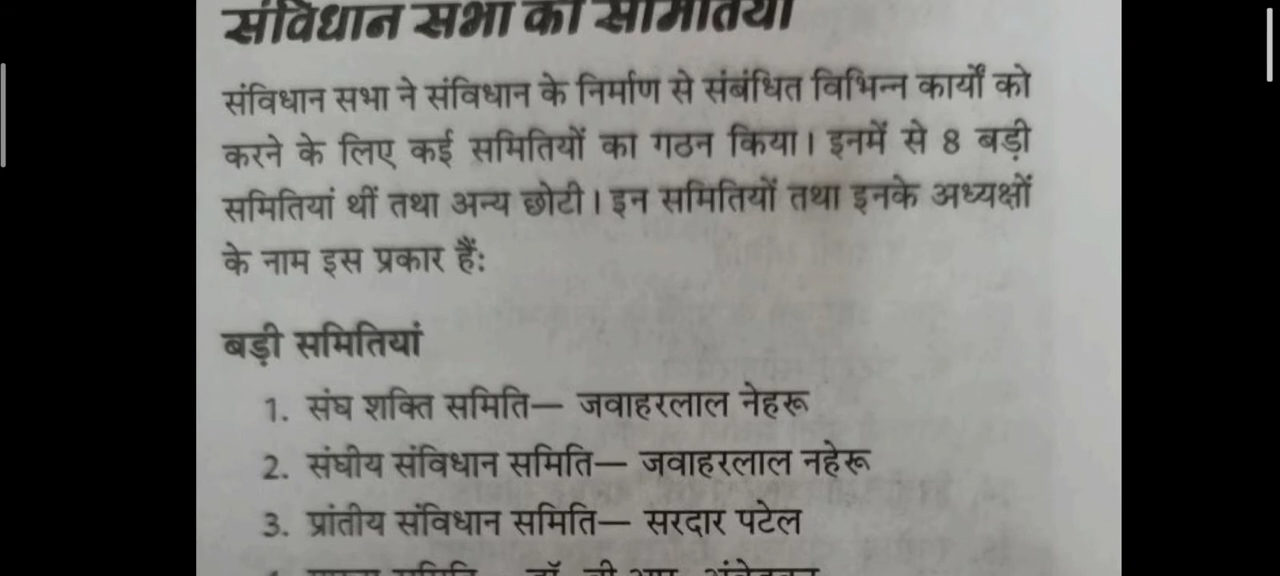 संविधान सभा की समितियां
संविधान सभा ने संविधान के निर्माण से संबंधित विभिन्न कार्यों को
करने के लिए कई समितियों का गठन किया। इनमें से 8 बड़ी
समितियां थीं तथा अन्य छोटी। इन समितियों तथा इनके अध्यक्षों
के नाम इस प्रकार हैं:
बड़ी समितियां
1. संघ शक्ति समिति— जवाहरलाल नेहरू
2. संघीय संविधान समिति— जवाहरलाल नहेरू
3. प्रांतीय संविधान समिति— सरदार पटेल